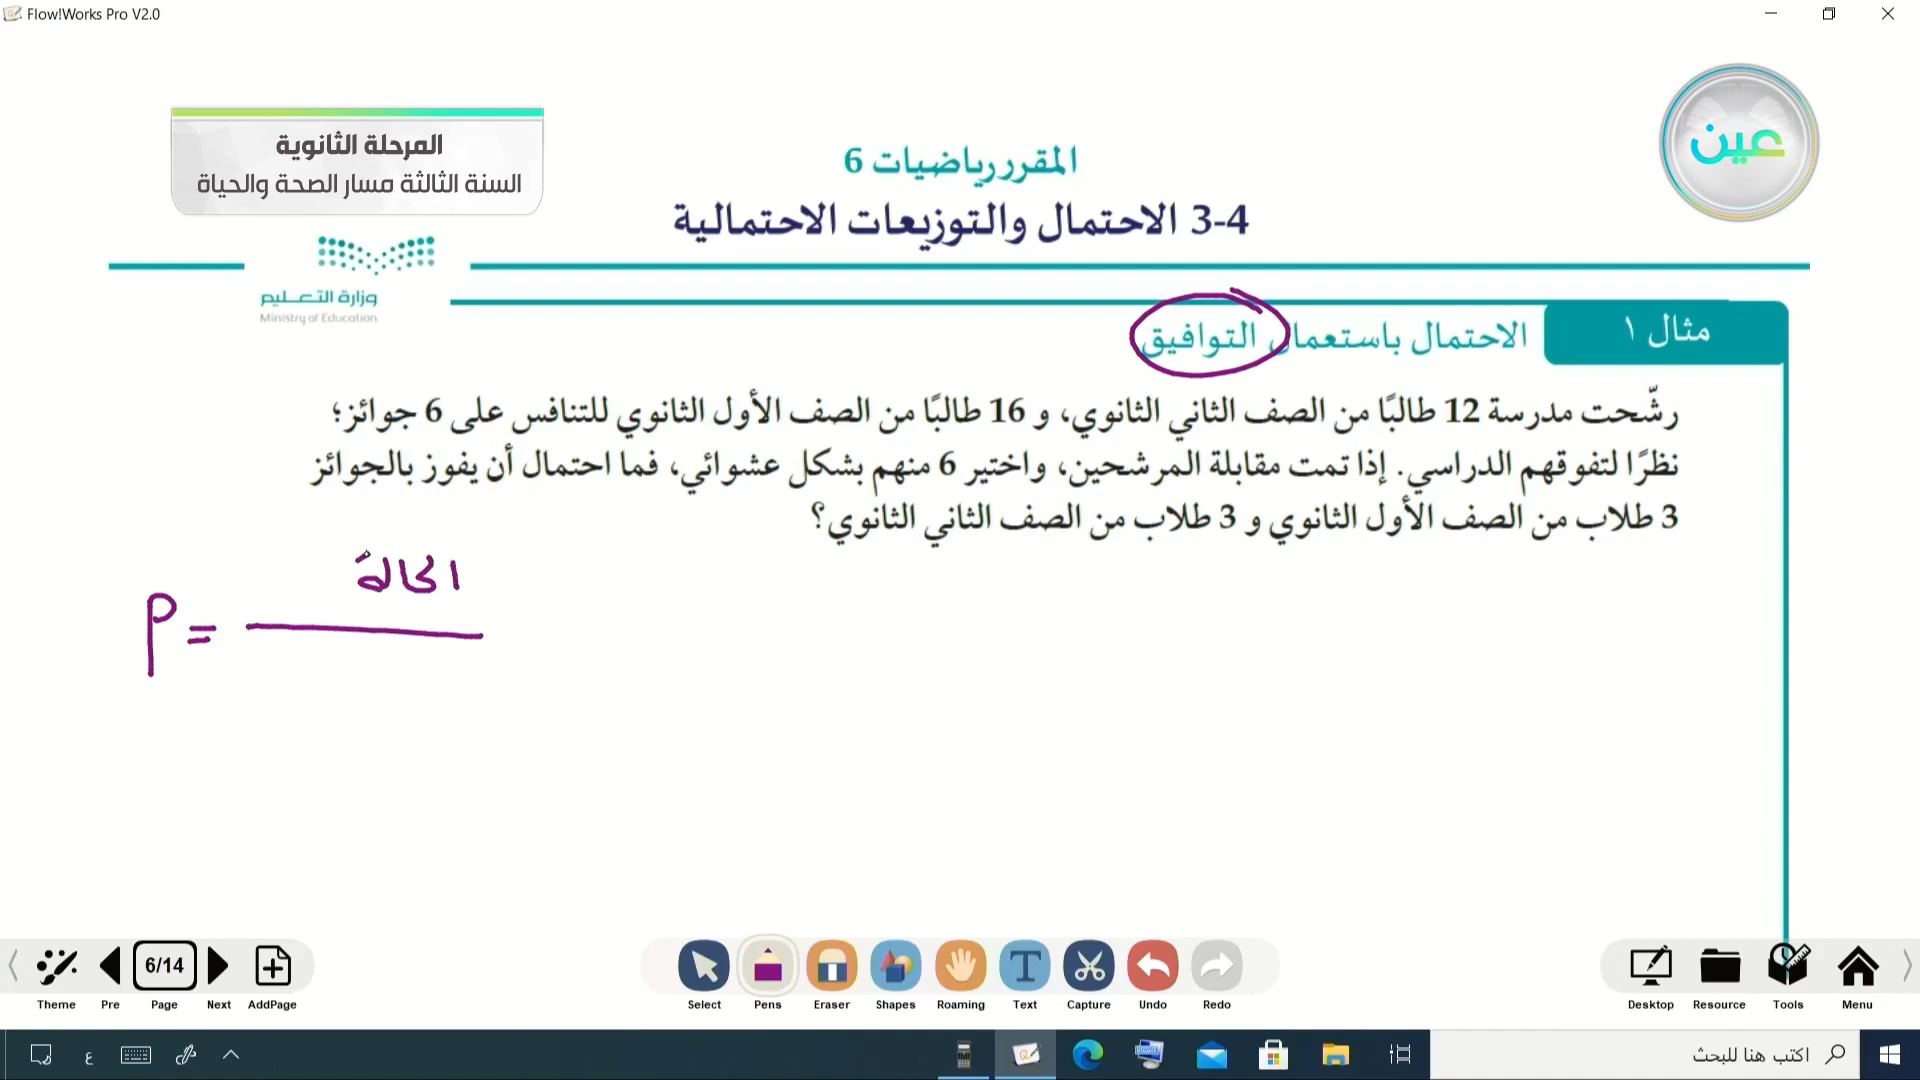 Flow!Works Pro V2.0
عين
المرحلة الثانوية
السنة الثالثة مسار الصحة والحياة
المقرر رياضيات 6
3-4 الاحتمال والتوزيعات الاحتمالية
وزارة التعليم
Ministry of Education
مثال ١
الاحتمال باستعمال التوافيق
رشّحت مدرسة 12 طالبًا من الصف الثاني الثانوي، و 16 طالبًا من الصف الأول الثانوي للتنافس على 6 جوائز؛
نظرًا لتفوقهم الدراسي. إذا تمت مقابلة المرشحين، واختير 6 منهم بشكل عشوائي، فما احتمال أن يفوز بالجوائز
3 طلاب من الصف الأول الثانوي و 3 طلاب من الصف الثاني الثانوي؟
الحالة
P =
6/14
Theme Pre Page Next AddPage
Select Pens Eraser Shapes Roaming Text Capture Undo Redo
Desktop Resource Tools Menu
ع
اكتب هنا للبحث